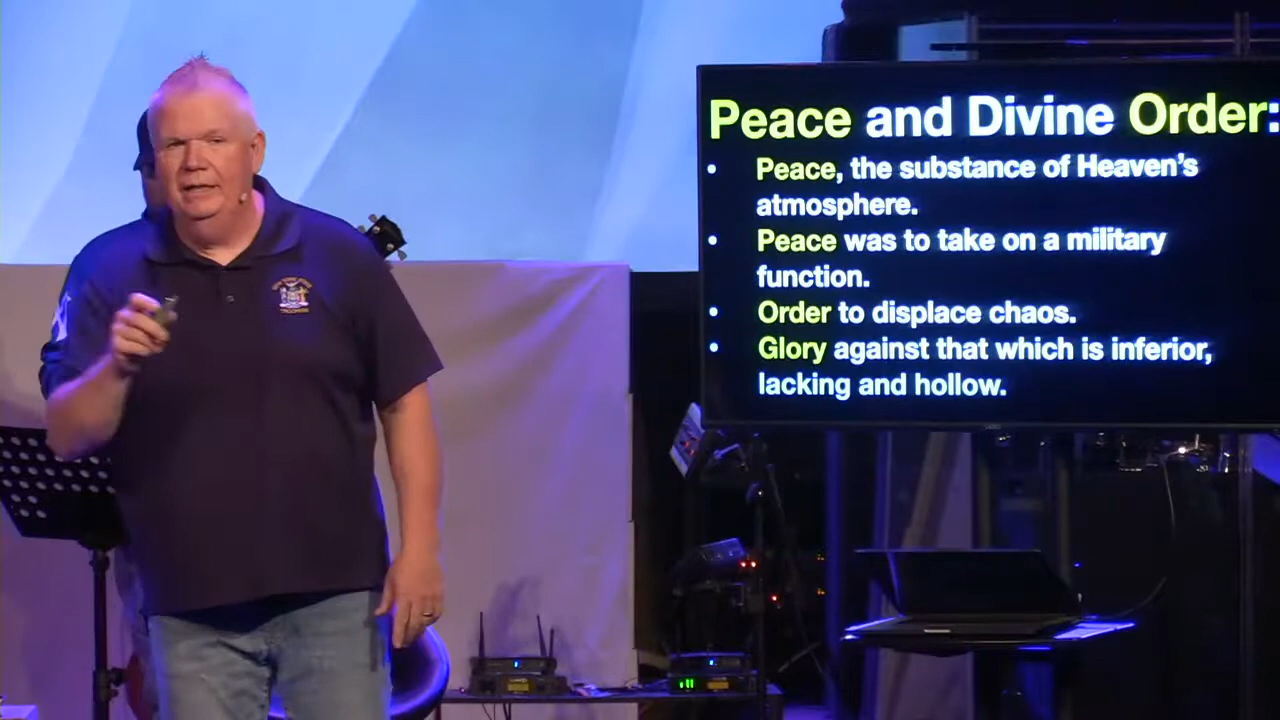 Peace and Divine Order:
• Peace, the substance of Heaven's
atmosphere.
• Peace was to take on a military
function.
• Order to displace chaos.
• Glory against that which is inferior,
lacking and hollow.
TROOPER